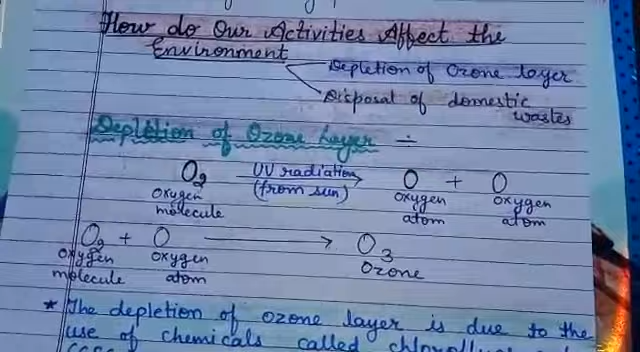 How do Our Activities Affect the
Environment
Depletion of Ozone layer
Disposal of domestic
wastes
Depletion of Ozone Layer :-
O2 UV radiation → O + O
oxygen molecule (from sun) oxygen atom oxygen atom
O2 + O → O3
oxygen molecule oxygen atom Ozone
* The depletion of ozone layer is due to the
use of chemicals called